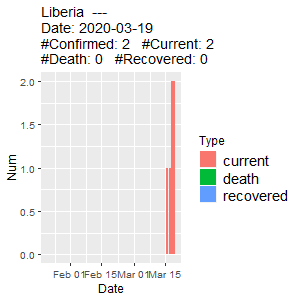 Liberia  ---
Date: 2020-03-19
#Confirmed: 2   #Current: 2
#Death: 0   #Recovered: 0
2.0
1.5
1.0
0.5
0.0
Num
Feb 01 Feb 15 Mar 01 Mar 15
Date
Type
current
death
recovered